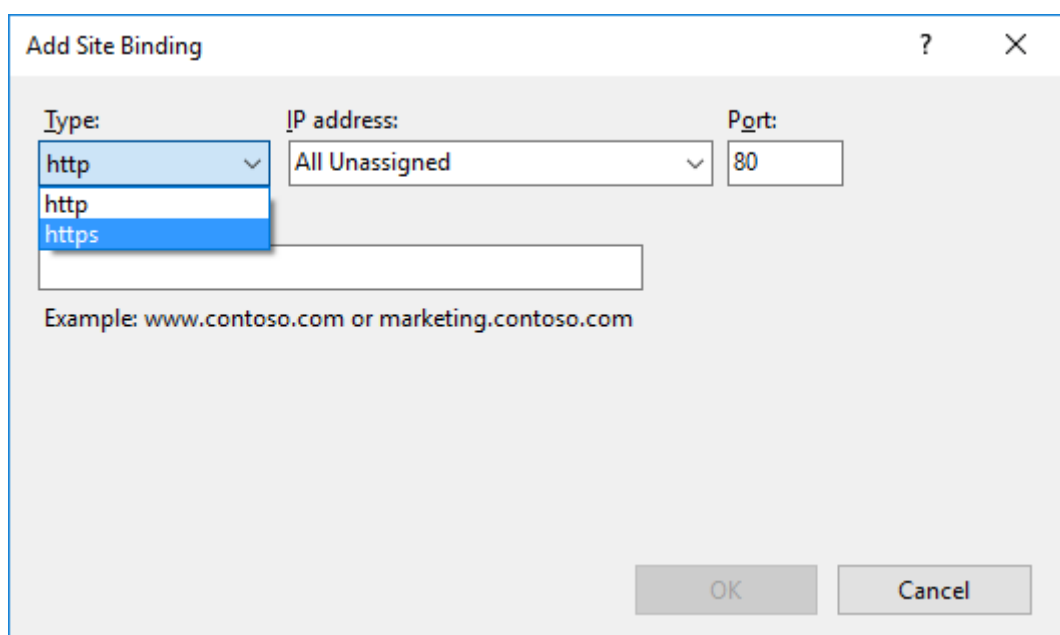 Add Site Binding ?
Type: IP address: Port:
http All Unassigned 80
http
https
Example: www.contoso.com or marketing.contoso.com
OK Cancel